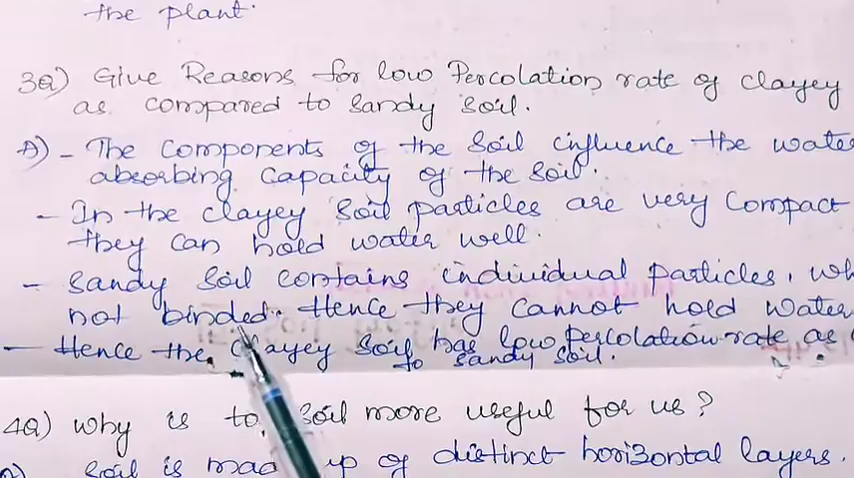 the plant.
3Q) Give Reasons for low Percolation rate of clayey
as compared to Sandy Soil.
A) - The Components of the Soil influence the water
absorbing Capacity of the Soil.
- In the clayey Soil particles are very Compact
they can hold water well.
- Sandy Soil contains individual particles,
not binded. Hence they cannot hold Water
- Hence the Clayey Soil has low Percolation rate as
to Sandy Soil.
4Q) Why is to Soil more useful for us?
Soil is up of distinct horizontal layers.